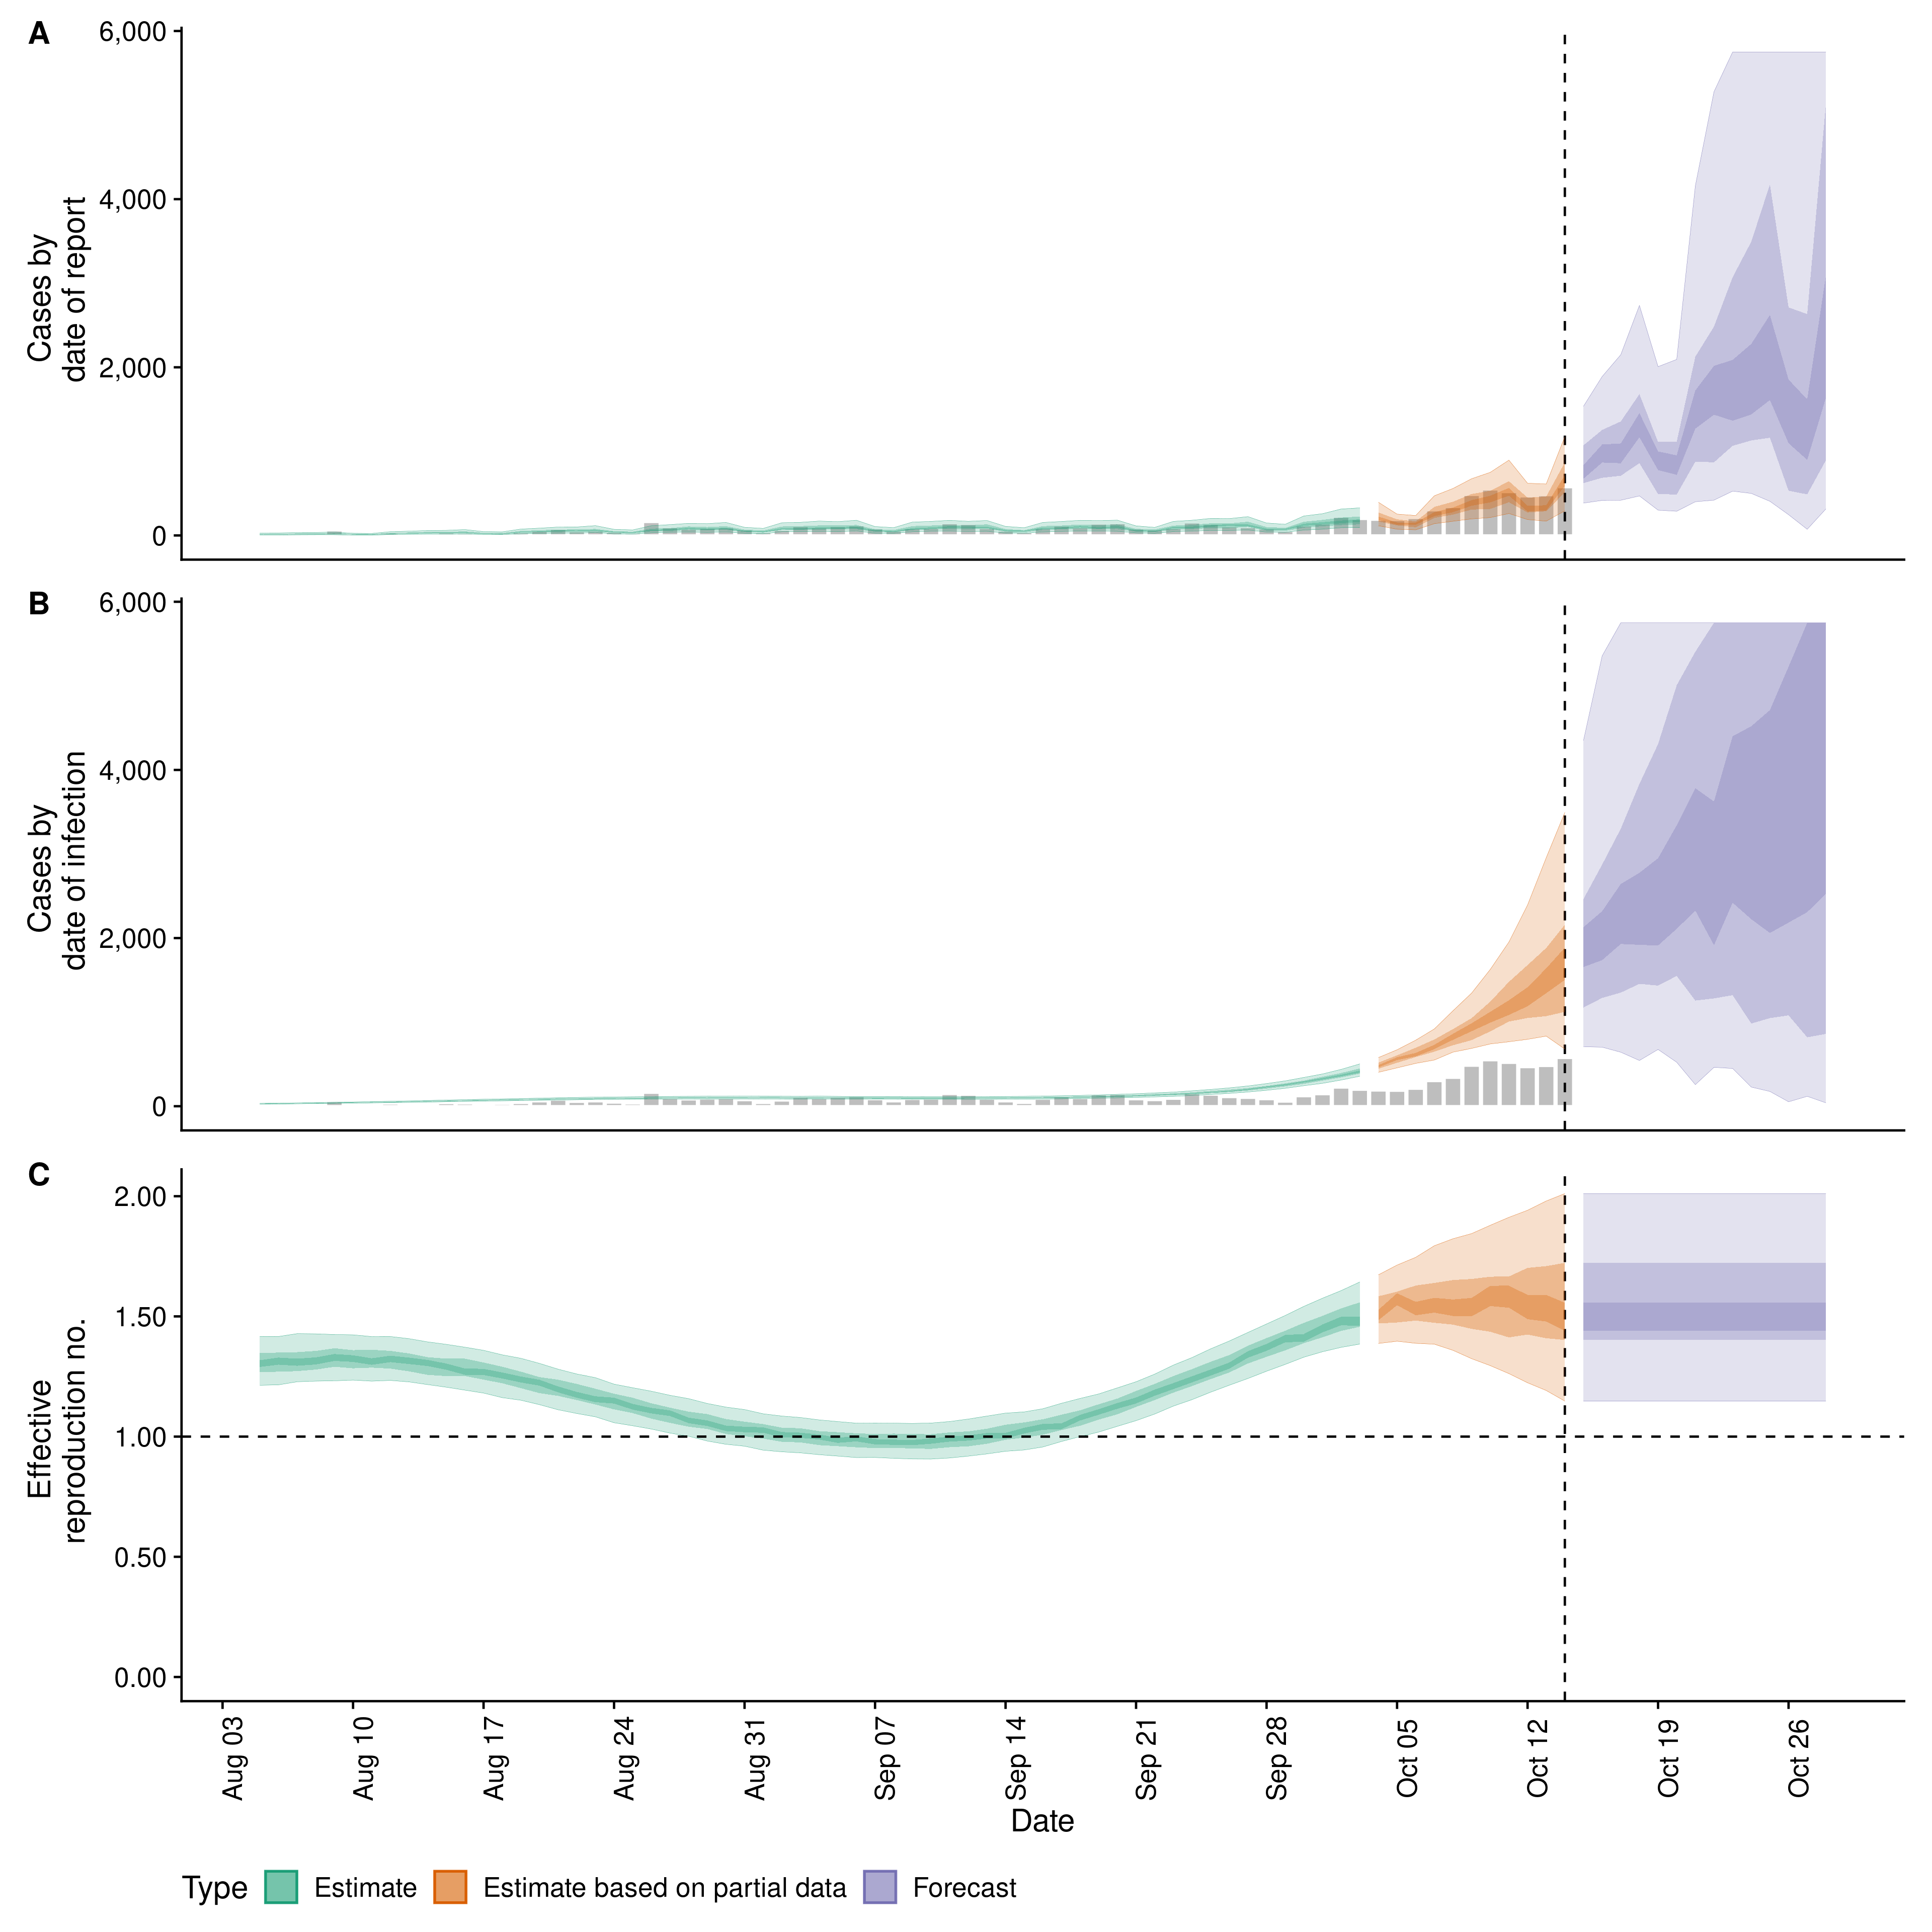 A
6,000
4,000
2,000
0
Cases by
date of report
B
6,000
4,000
2,000
0
Cases by
date of infection
C
2.00
1.50
1.00
0.50
0.00
Effective
reproduction no.
Aug 03
Aug 10
Aug 17
Aug 24
Aug 31
Sep 07
Sep 14
Sep 21
Sep 28
Oct 05
Oct 12
Oct 19
Oct 26
Date
Type Estimate Estimate based on partial data Forecast